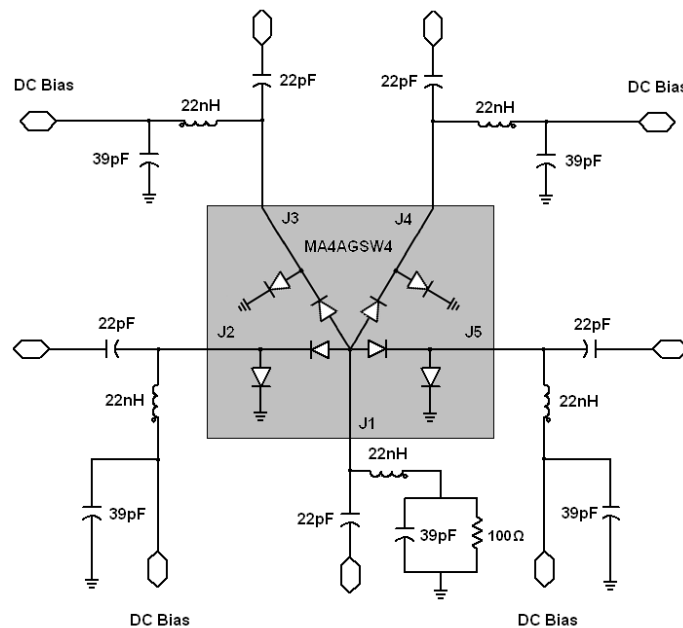 22pF
22pF
DC Bias
DC Bias
22nH
22nH
39pF
39pF
J3
J4
MA4AGSW4
22pF
J2
J5
22pF
22nH
22nH
J1
22nH
22pF
39pF
39pF
100Ω
39pF
DC Bias
DC Bias